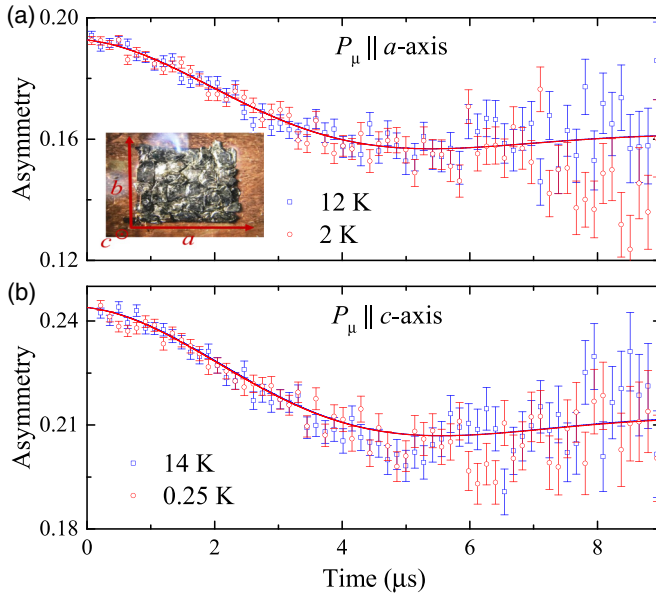 (a)
0.20
P_μ || a-axis
Asymmetry
0.16
b
c
a
12 K
2 K
0.12
(b)
P_μ || c-axis
0.24
Asymmetry
0.21
14 K
0.25 K
0.18
0 2 4 6 8
Time (μs)